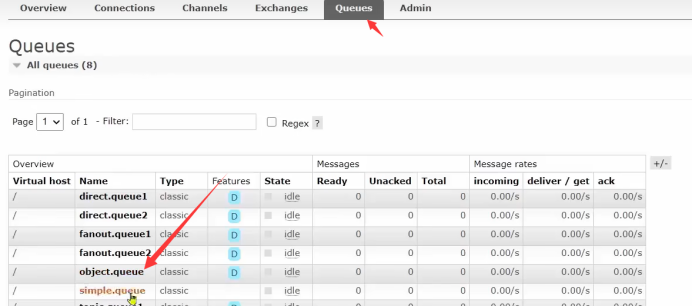 Overview Connections Channels Exchanges Queues Admin
Queues
All queues (8)
Pagination
Page 1 of 1 - Filter: Regex ?
Overview Messages Message rates +/-
Virtual host Name Type Features State Ready Unacked Total incoming deliver / get ack
/ direct.queue1 classic D idle 0 0 0 0.00/s 0.00/s 0.00/s
/ direct.queue2 classic D idle 0 0 0 0.00/s 0.00/s 0.00/s
/ fanout.queue1 classic D idle 0 0 0 0.00/s 0.00/s 0.00/s
/ fanout.queue2 classic D idle 0 0 0 0.00/s 0.00/s 0.00/s
/ object.queue classic D idle 0 0 0 0.00/s 0.00/s 0.00/s
/ simple.queue classic idle 0 0 0 0.00/s 0.00/s 0.00/s